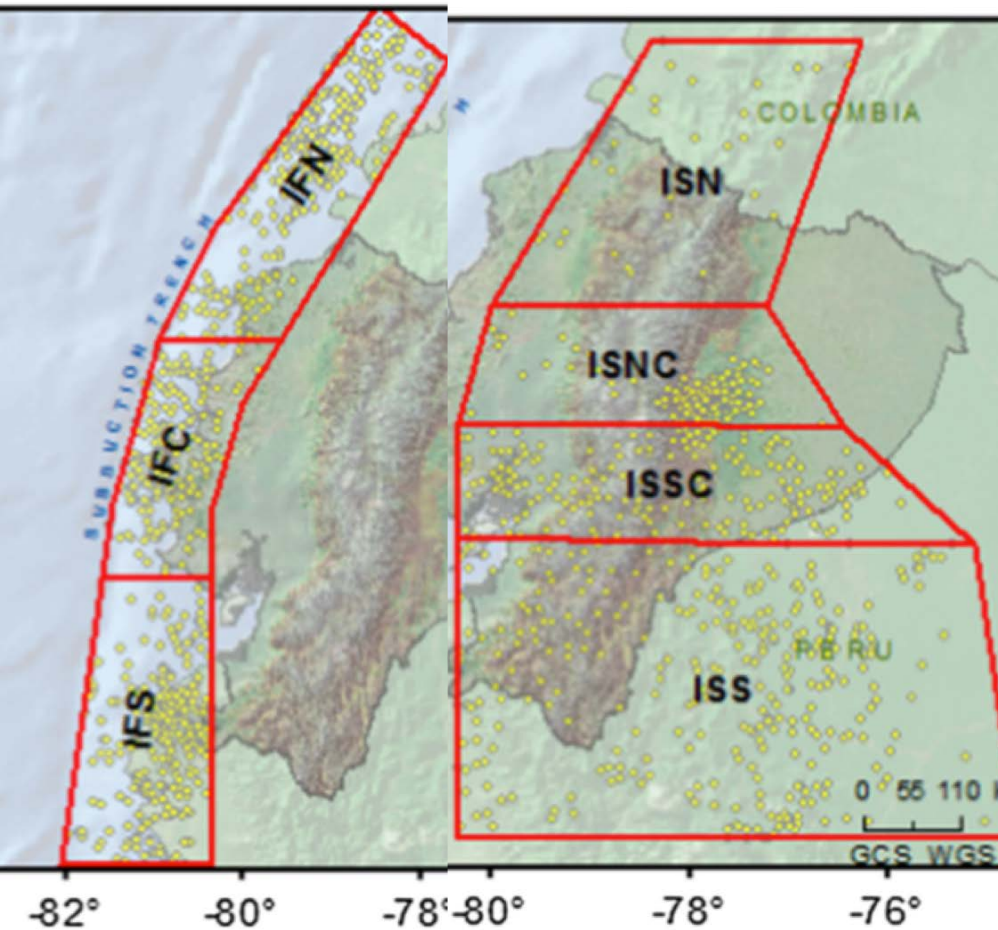 IFN
SUBDUCTION TRENCH
IFC
IFS
-82°
-80°
-78°
H
COLOMBIA
ISN
ISNC
ISSC
PERU
ISS
0 55 110
GCS WGS
-80°
-78°
-76°